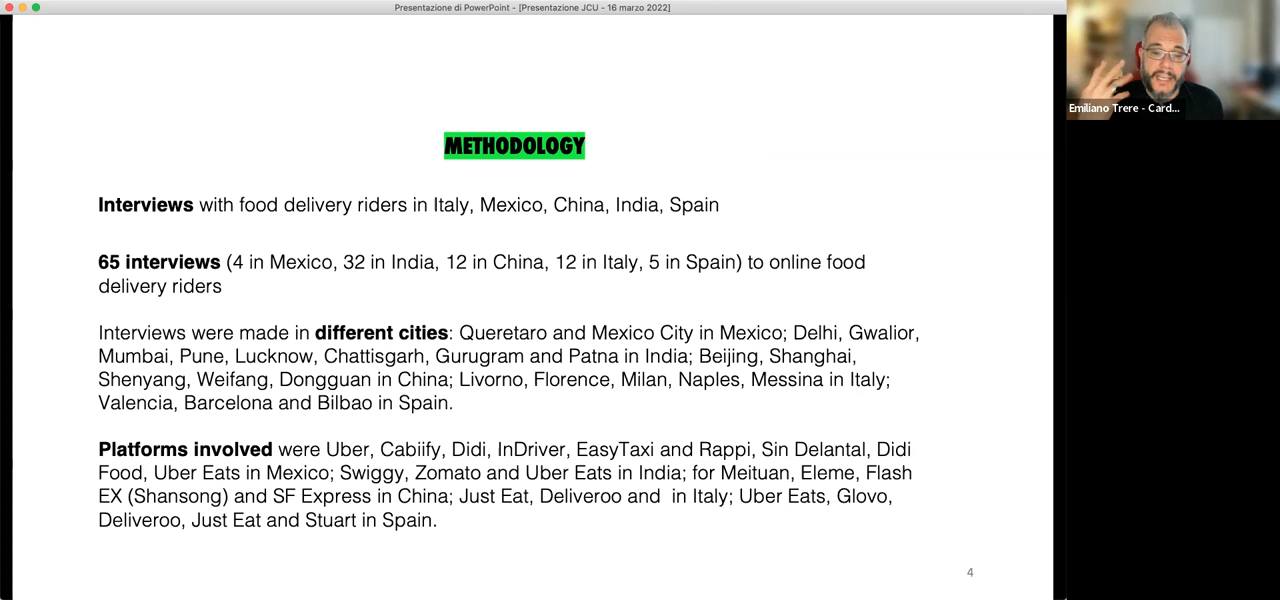 Presentazione di PowerPoint - [Presentazione JCU - 16 marzo 2022]
METHODOLOGY
Interviews with food delivery riders in Italy, Mexico, China, India, Spain
65 interviews (4 in Mexico, 32 in India, 12 in China, 12 in Italy, 5 in Spain) to online food
delivery riders
Interviews were made in different cities: Queretaro and Mexico City in Mexico; Delhi, Gwalior,
Mumbai, Pune, Lucknow, Chattisgarh, Gurugram and Patna in India; Beijing, Shanghai,
Shenyang, Weifang, Dongguan in China; Livorno, Florence, Milan, Naples, Messina in Italy;
Valencia, Barcelona and Bilbao in Spain.
Platforms involved were Uber, Cabiify, Didi, InDriver, EasyTaxi and Rappi, Sin Delantal, Didi
Food, Uber Eats in Mexico; Swiggy, Zomato and Uber Eats in India; for Meituan, Eleme, Flash
EX (Shansong) and SF Express in China; Just Eat, Deliveroo and  in Italy; Uber Eats, Glovo,
Deliveroo, Just Eat and Stuart in Spain.
4
Emiliano Trere - Card...